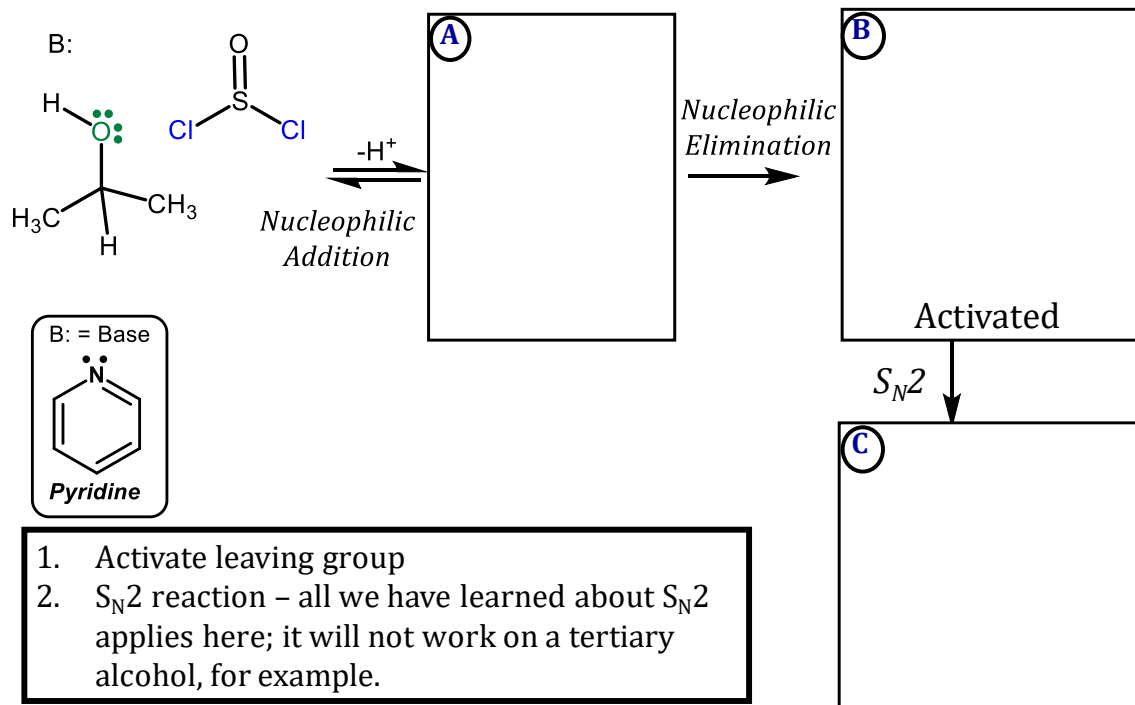 B:
H
O
H3C
CH3
H
O
S
Cl
Cl
-H+
Nucleophilic
Addition
A
Nucleophilic
Elimination
B
Activated
SN2
C
B: = Base
N
Pyridine
1. Activate leaving group
2. SN2 reaction – all we have learned about SN2
applies here; it will not work on a tertiary
alcohol, for example.